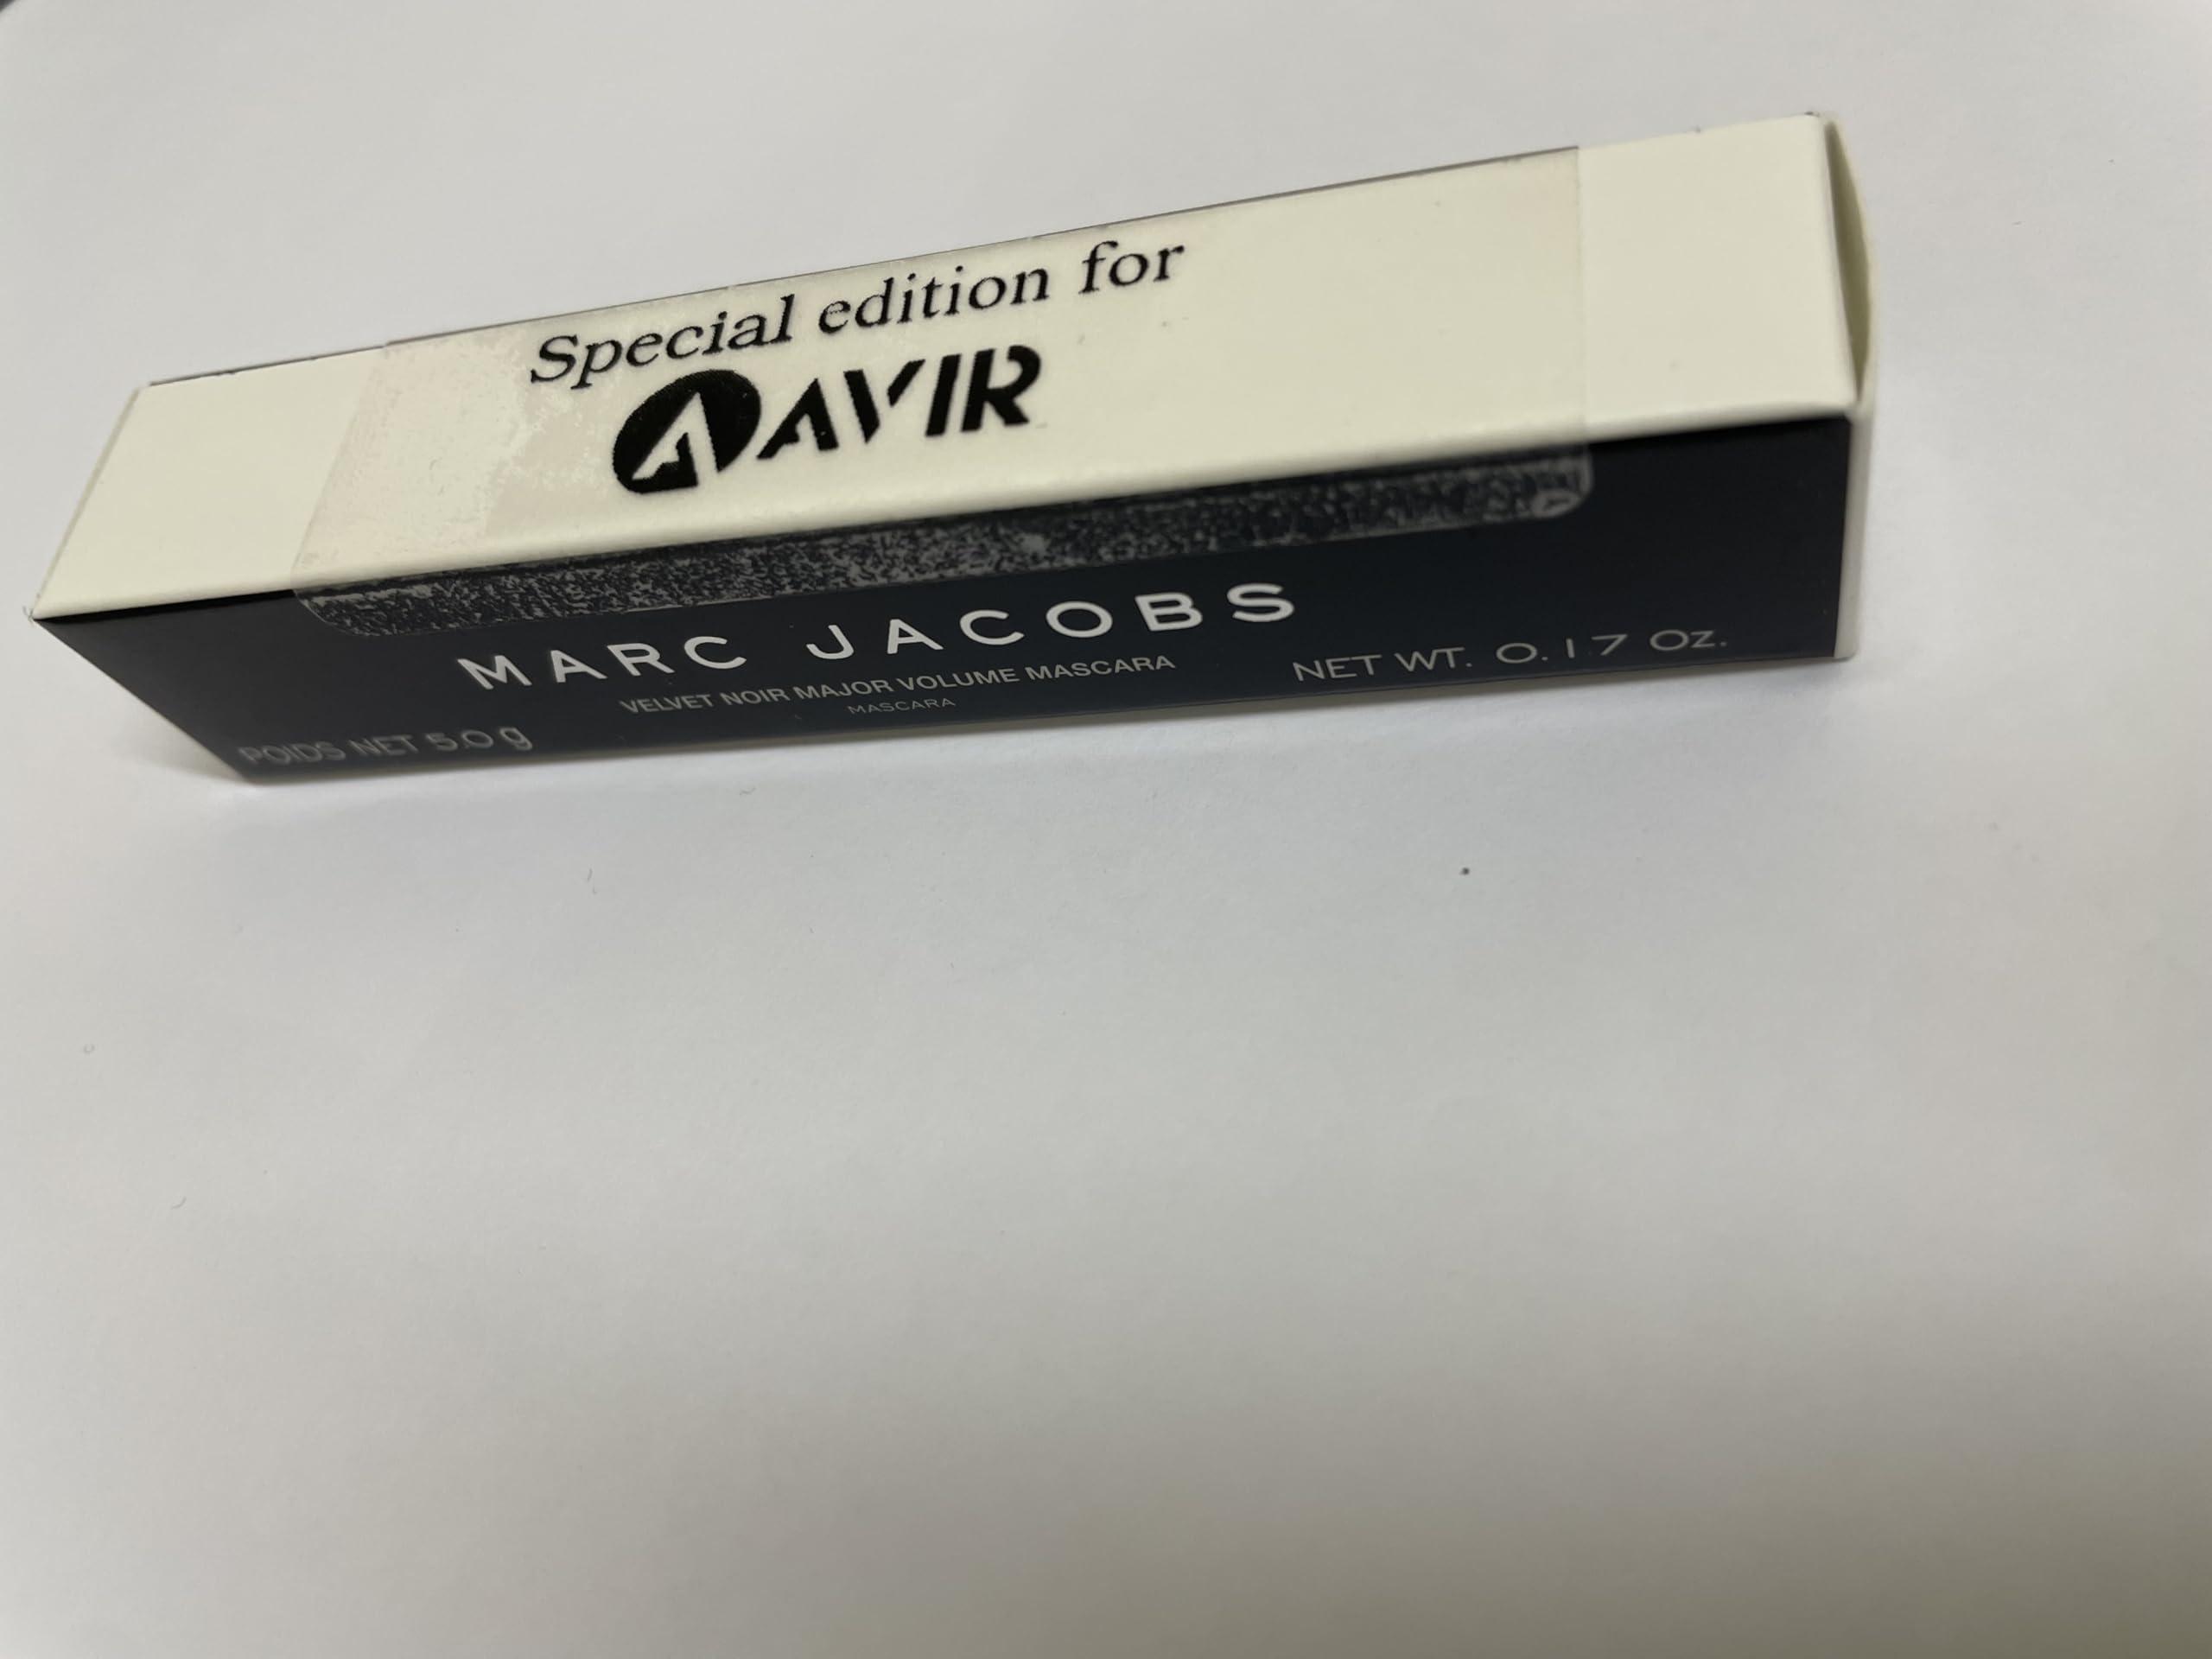 Special edition for
AVIR
MARC JACOBS
VELVET NOIR MAJOR VOLUME MASCARA
MASCARA
POIDS NET 5.0 g
NET WT. 0.17 Oz.